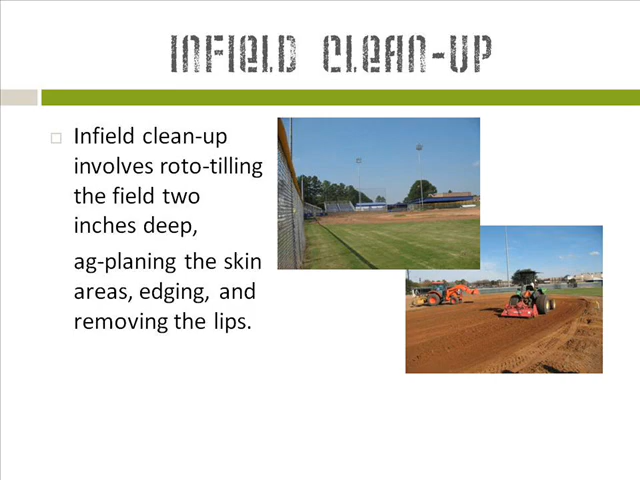 INFIELD CLEAN-UP
Infield clean-up
involves roto-tilling
the field two
inches deep,
ag-planing the skin
areas, edging, and
removing the lips.